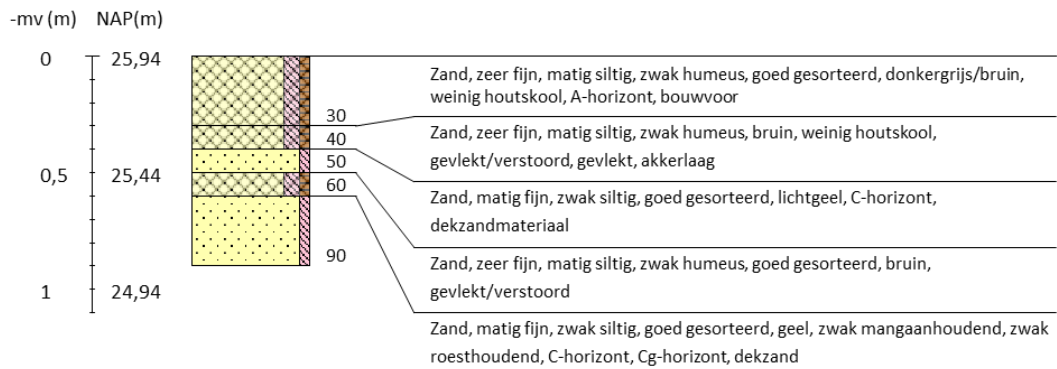 -mv (m) NAP(m)
0 25,94
Zand, zeer fijn, matig siltig, zwak humeus, goed gesorteerd, donkergrijs/bruin,
weinig houtskool, A-horizont, bouwvoor
30
Zand, zeer fijn, matig siltig, zwak humeus, bruin, weinig houtskool,
gevlekt/verstoord, gevlekt, akkerlaag
40
50
0,5 25,44
60
Zand, matig fijn, zwak siltig, goed gesorteerd, lichtgeel, C-horizont,
dekzandmateriaal
90
Zand, zeer fijn, matig siltig, zwak humeus, goed gesorteerd, bruin,
gevlekt/verstoord
1 24,94
Zand, matig fijn, zwak siltig, goed gesorteerd, geel, zwak mangaanhoudend, zwak
roesthoudend, C-horizont, Cg-horizont, dekzand